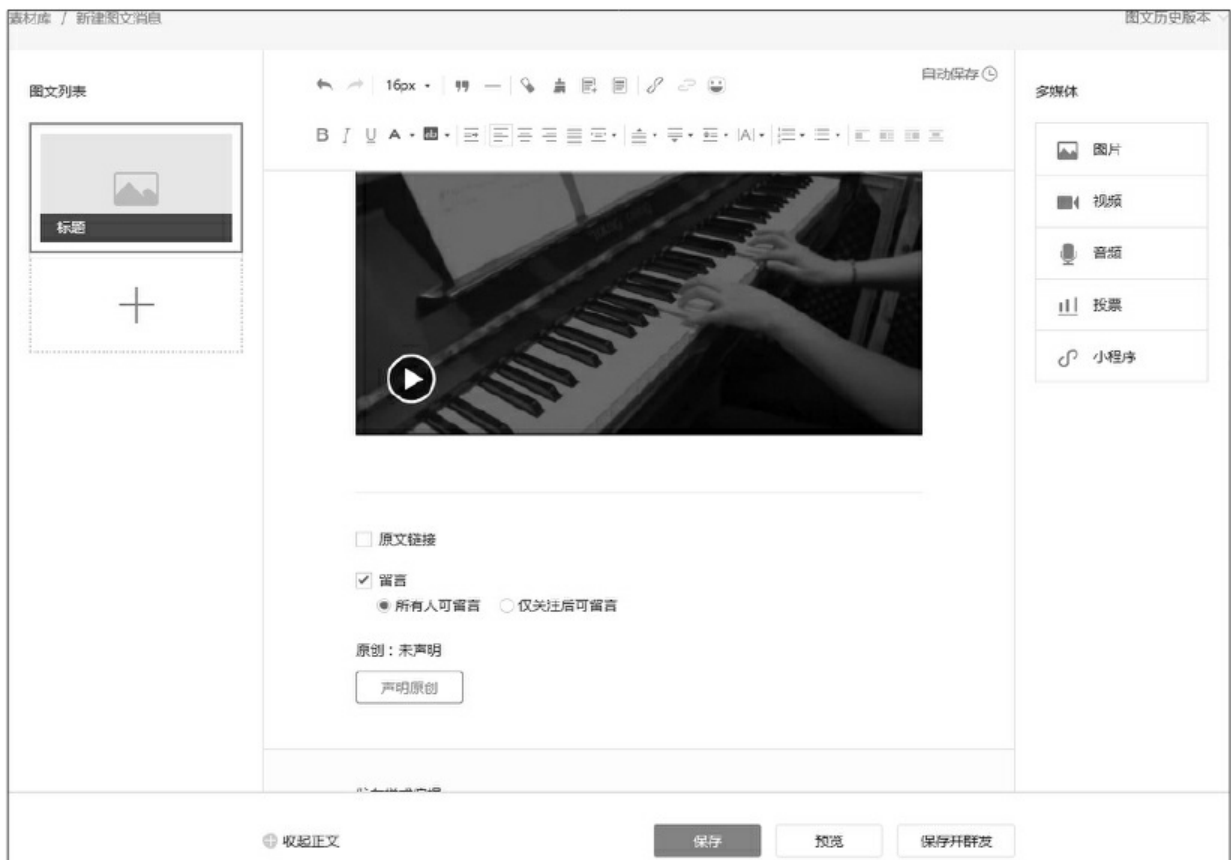 素材库 / 新建图文消息
图文历史版本
图文列表
标题
16px
自动保存
B I U A
多媒体
图片
视频
音频
投票
小程序
原文链接
留言
所有人可留言 仅关注后可留言
原创：未声明
声明原创
收起正文
保存
预览
保存并群发